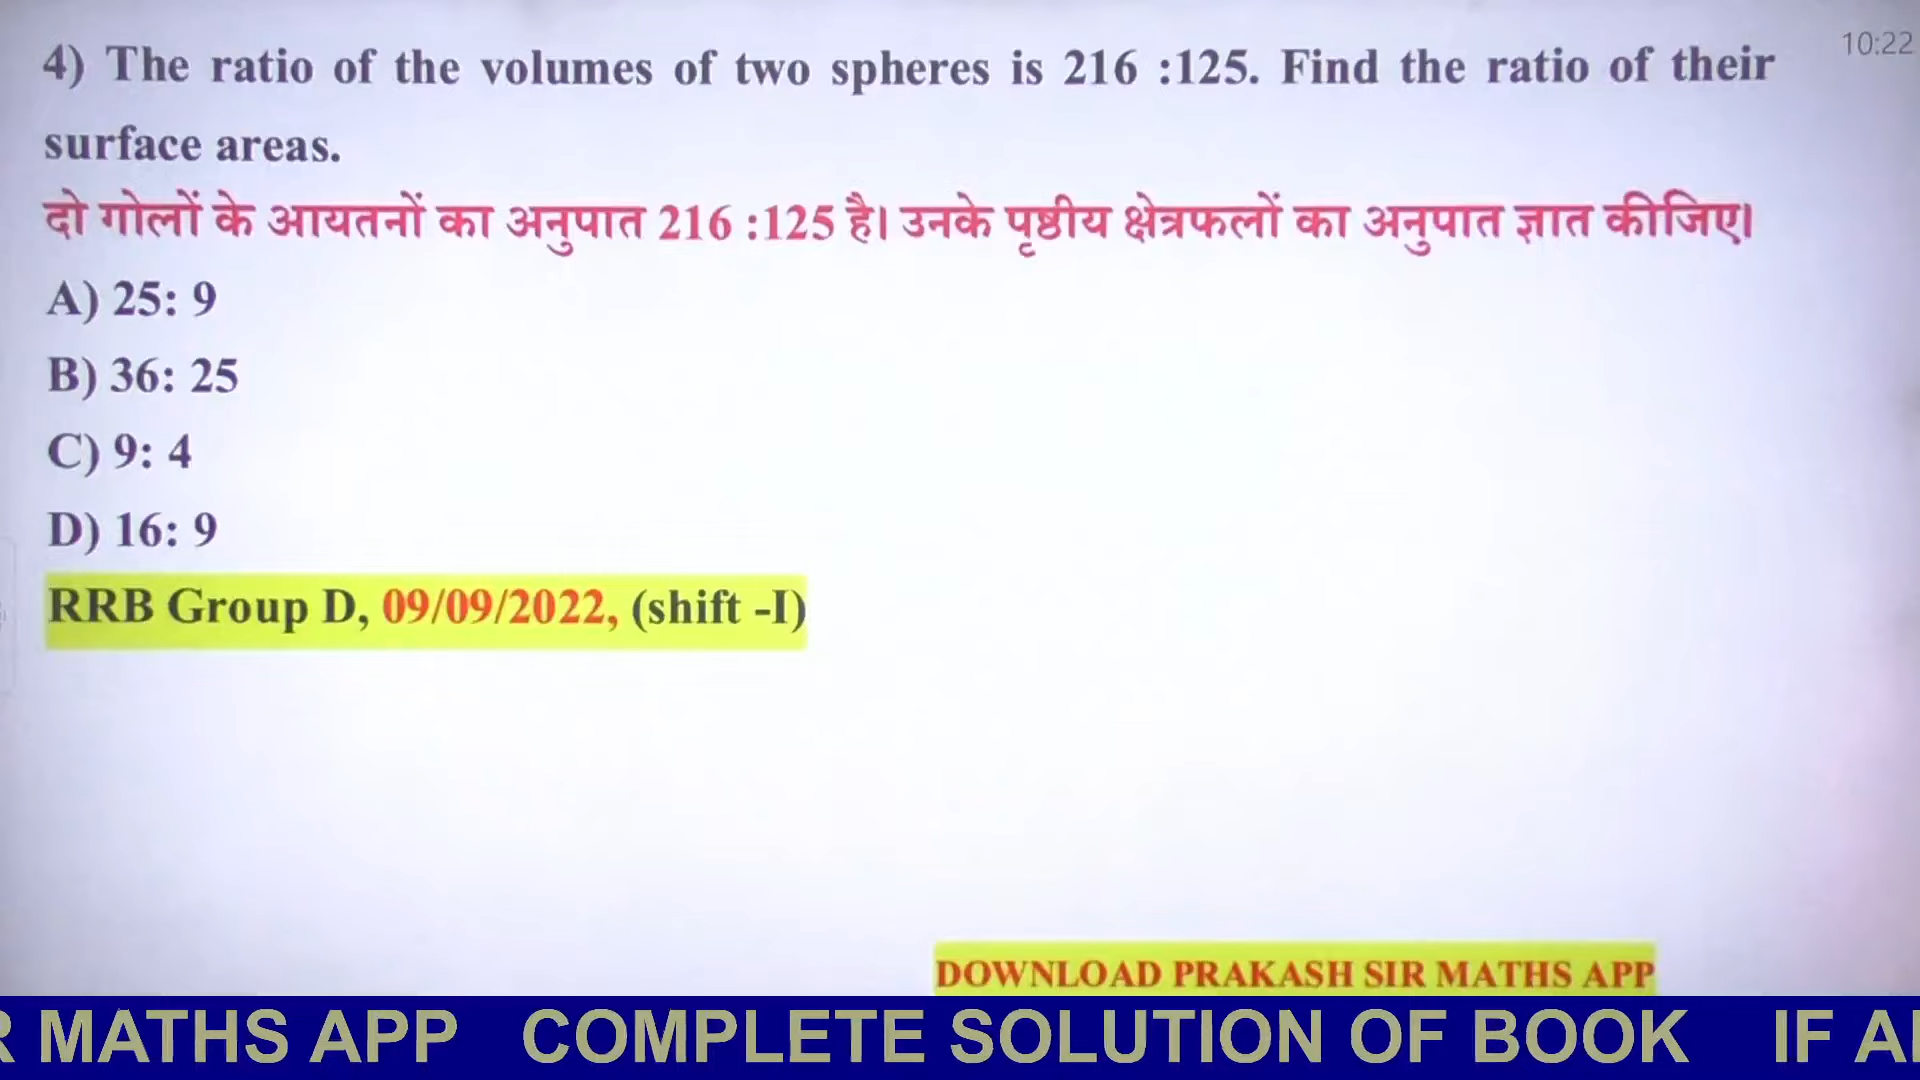 4) The ratio of the volumes of two spheres is 216 :125. Find the ratio of their
10:22
surface areas.
दो गोलों के आयतनों का अनुपात 216 :125 है। उनके पृष्ठीय क्षेत्रफलों का अनुपात ज्ञात कीजिए।
A) 25: 9
B) 36: 25
C) 9: 4
D) 16: 9
RRB Group D, 09/09/2022, (shift -I)
DOWNLOAD PRAKASH SIR MATHS APP
R MATHS APP COMPLETE SOLUTION OF BOOK IF